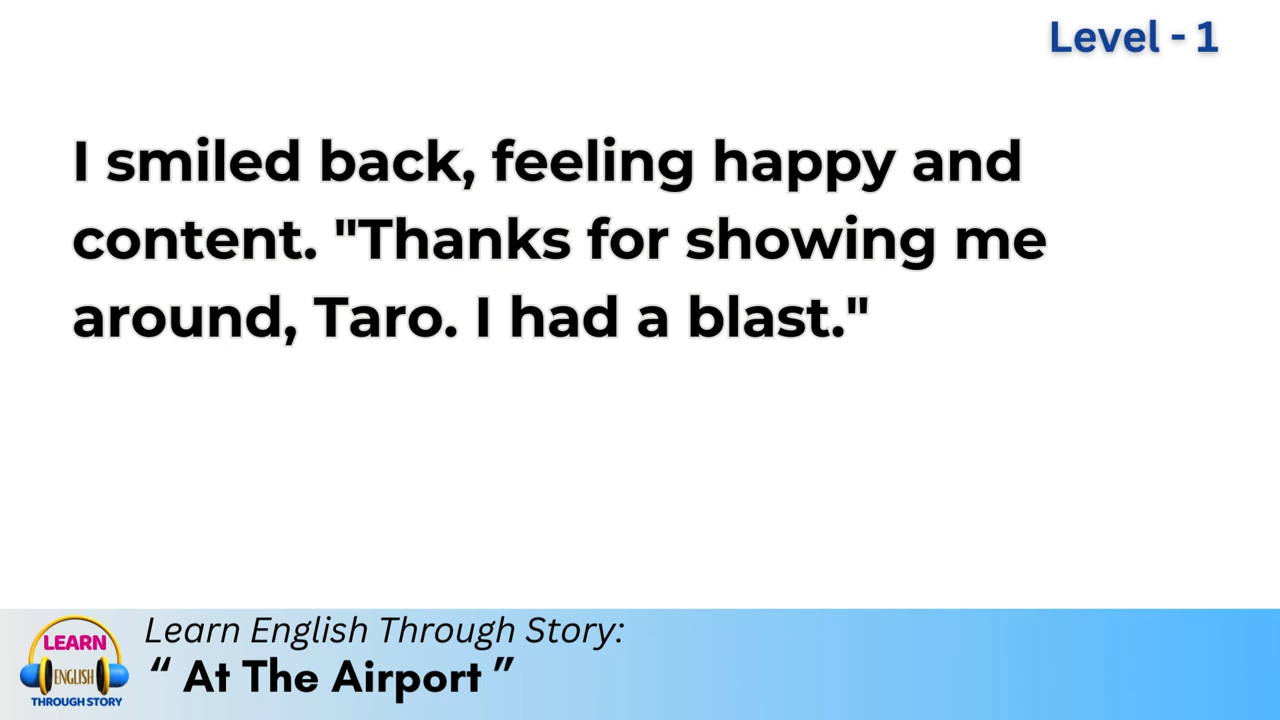 Level - 1
I smiled back, feeling happy and
content. "Thanks for showing me
around, Taro. I had a blast."
Learn English Through Story:
“ At The Airport ”
LEARN
ENGLISH
THROUGH STORY